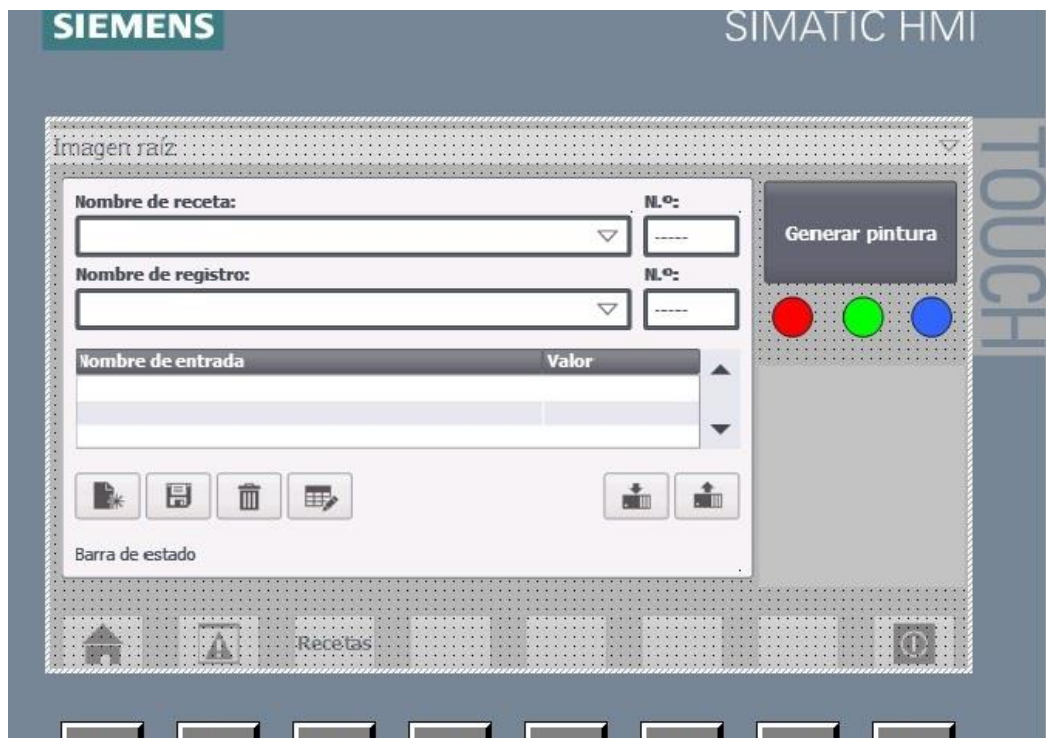 SIEMENS
SIMATIC HMI
TOUCH
Imagen raíz
Nombre de receta:
N.º:
-----
Generar pintura
Nombre de registro:
N.º:
-----
Nombre de entrada Valor
Barra de estado
Recetas